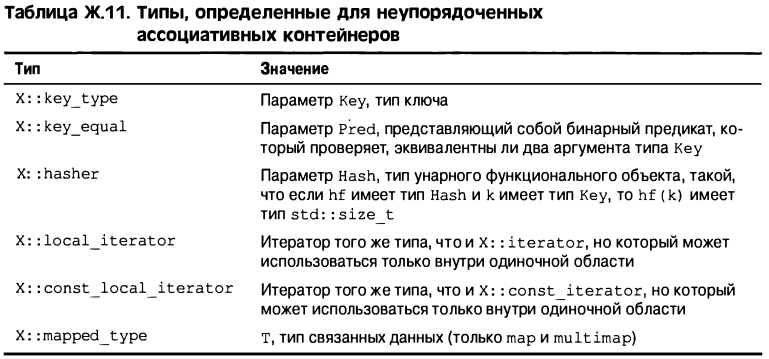 Таблица Ж.11. Типы, определенные для неупорядоченных
ассоциативных контейнеров
Тип Значение
X::key_type Параметр Key, тип ключа
X::key_equal Параметр Pred, представляющий собой бинарный предикат, ко-
торый проверяет, эквивалентны ли два аргумента типа Key
X::hasher Параметр Hash, тип унарного функционального объекта, такой,
что если hf имеет тип Hash и k имеет тип Key, то hf(k) имеет
тип std::size_t
X::local_iterator Итератор того же типа, что и X::iterator, но который может
использоваться только внутри одиночной области
X::const_local_iterator Итератор того же типа, что и X::const_iterator, но который
может использоваться только внутри одиночной области
X::mapped_type T, тип связанных данных (только map и multimap)